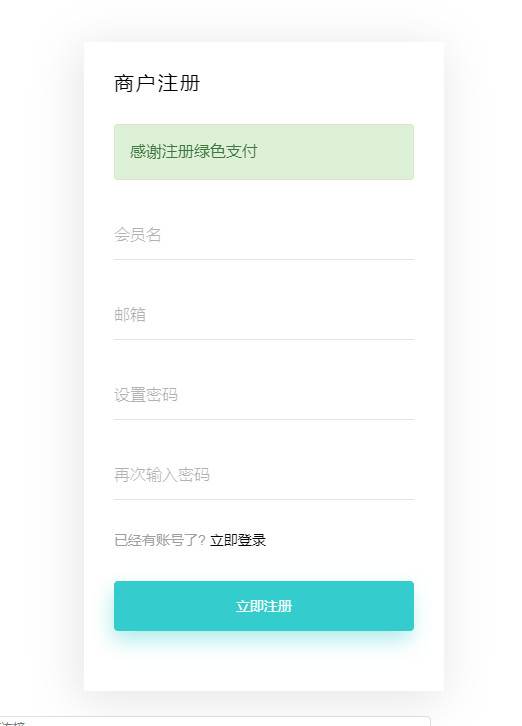 商户注册
感谢注册绿色支付
会员名
邮箱
设置密码
再次输入密码
已经有账号了? 立即登录
立即注册